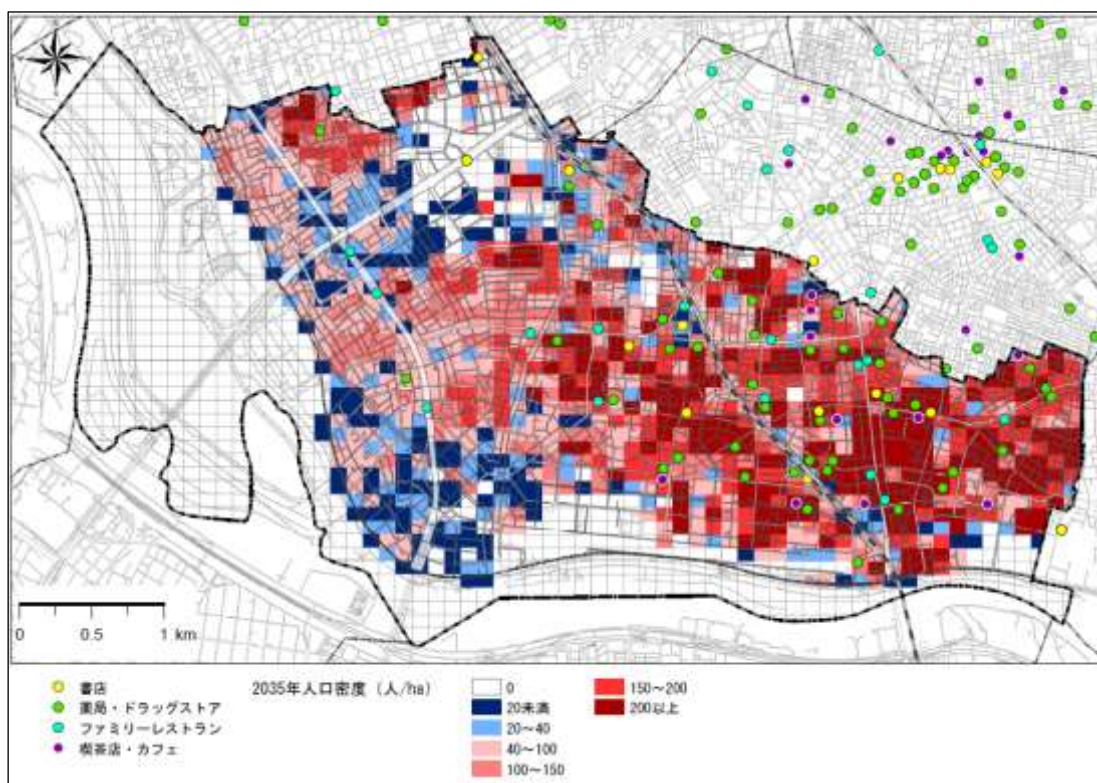 0 0.5 1 km
書店
薬局・ドラッグストア
ファミリーレストラン
喫茶店・カフェ
2035年人口密度(人/ha)
0
20未満
20～40
40～100
100～150
150～200
200以上